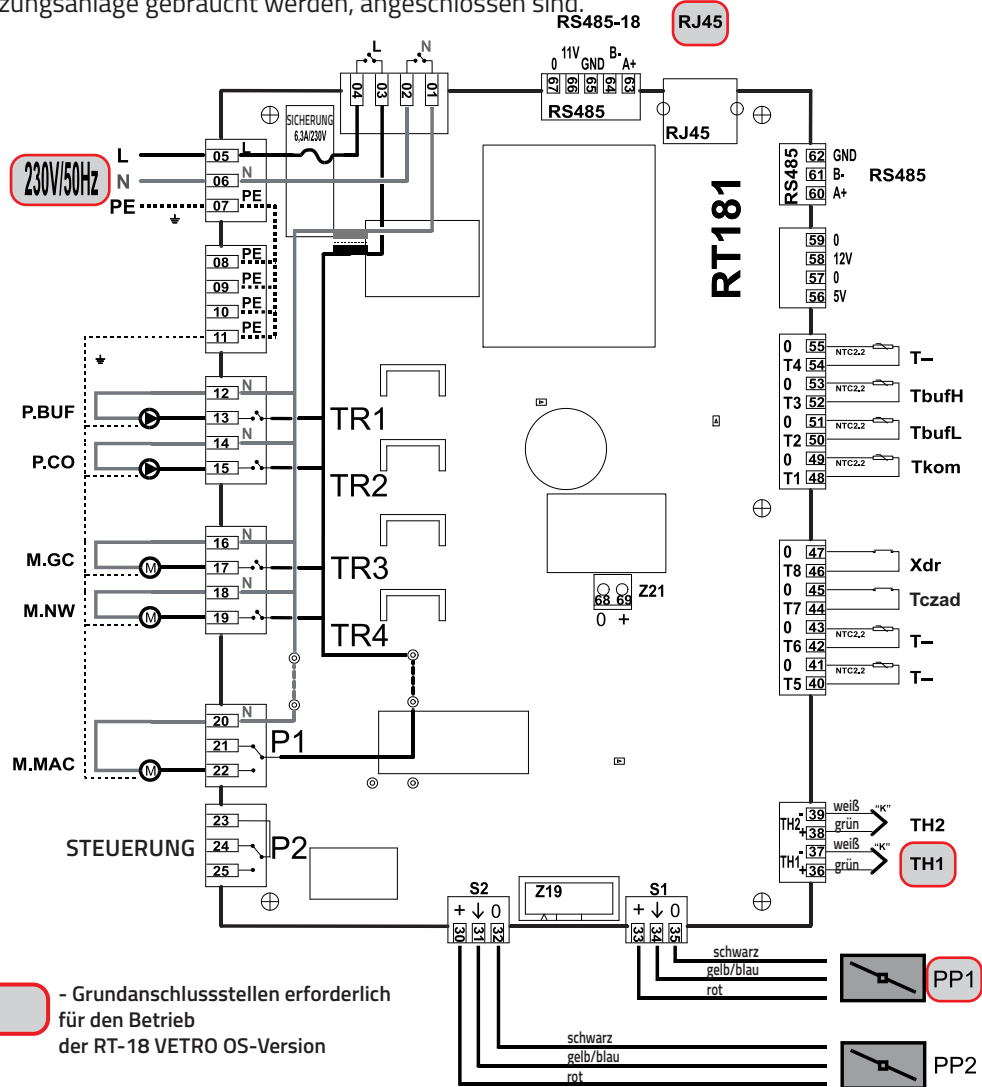 zungsanlage gebraucht werden, angeschlossen sind.
RS485-18
RJ45
L
N
11V
B-
0
GND
A+
04
03
02
01
67
66
65
64
63
RS485
RJ45
SICHERUNG
6,3A/230V
230V/50Hz
L
N
PE
05
L
06
N
07
PE
08
PE
09
PE
10
PE
11
PE
RT181
RS485
62 GND
61 B-
60 A+
RS485
59 0
58 12V
57 0
56 5V
0 55
T4 54
NTC2.2
T–
0 53
T3 52
NTC2.2
TbufH
0 51
T2 50
NTC2.2
TbufL
0 49
T1 48
NTC2.2
Tkom
P.BUF
12
N
13
TR1
P.CO
14
N
15
TR2
M.GC
16
N
17
TR3
M.NW
18
N
19
TR4
0 47
T8 46
Xdr
0 45
T7 44
Tczad
0 43
T6 42
NTC2.2
T–
0 41
T5 40
NTC2.2
T–
68 69
Z21
0 +
M
M
M.MAC
M
20
N
21
22
P1
STEUERUNG
23
24
25
P2
TH2
- 39
+ 38
weiß
grün
"K"
TH2
TH1
- 37
+ 36
weiß
grün
"K"
TH1
S2
+ ↓ 0
30 31 32
Z19
S1
+ ↓ 0
33 34 35
schwarz
gelb/blau
rot
PP1
schwarz
gelb/blau
rot
PP2
- Grundanschlussstellen erforderlich
für den Betrieb
der RT-18 VETRO OS-Version